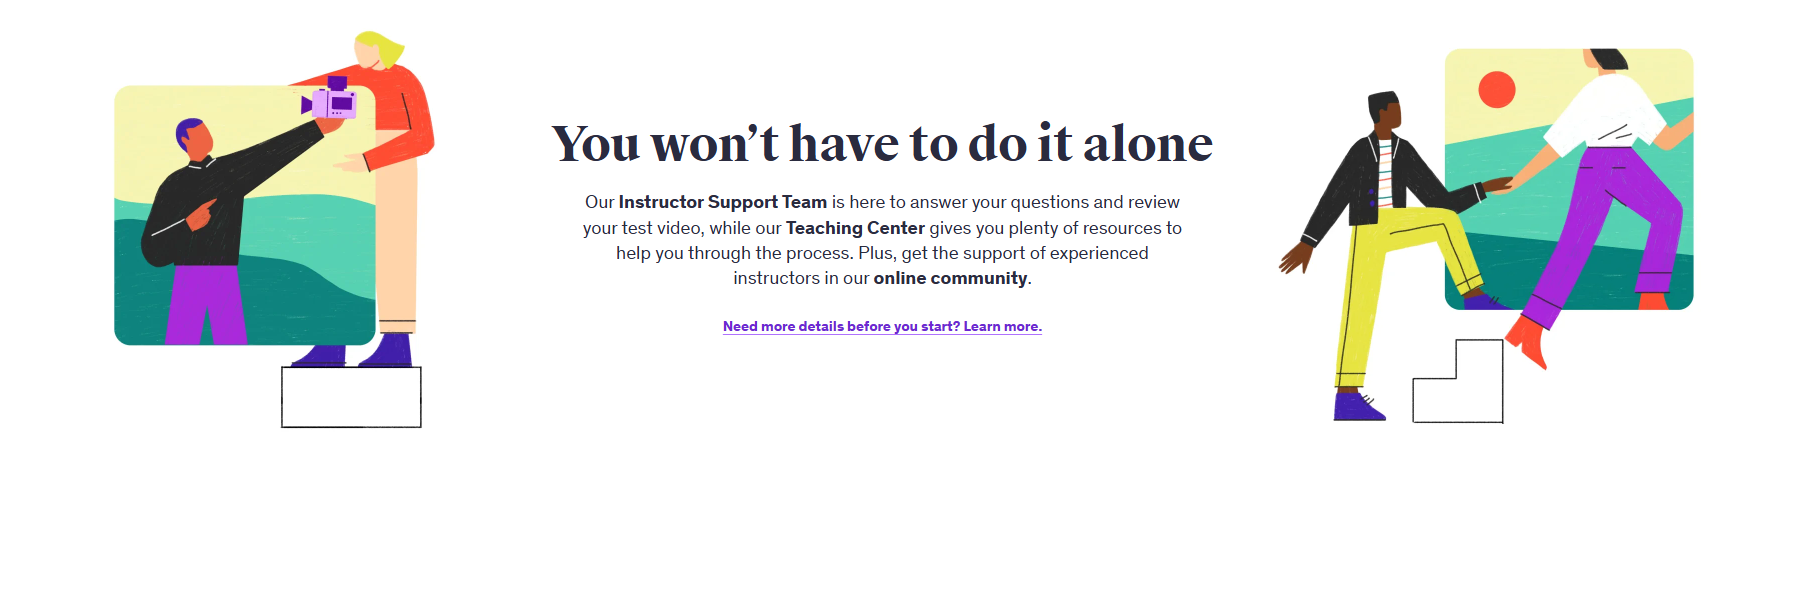 You won’t have to do it alone
Our Instructor Support Team is here to answer your questions and review
your test video, while our Teaching Center gives you plenty of resources to
help you through the process. Plus, get the support of experienced
instructors in our online community.
Need more details before you start? Learn more.